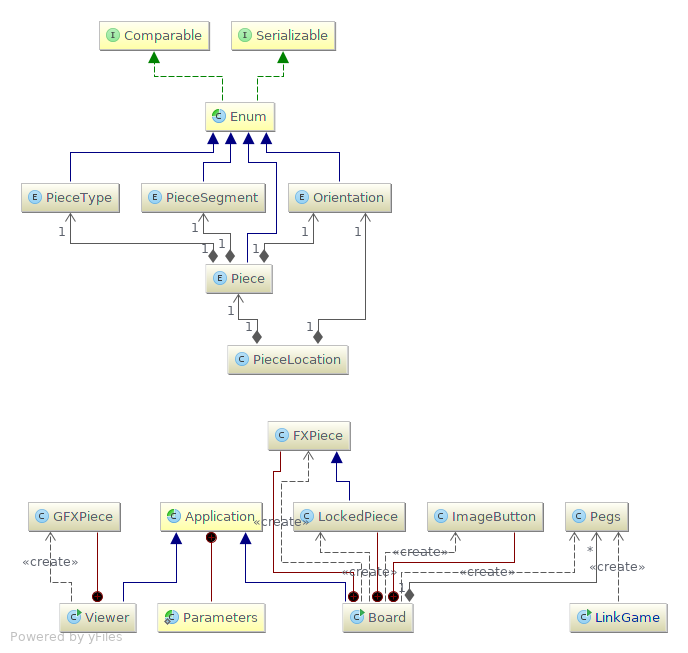 Comparable
Serializable
Enum
PieceType
PieceSegment
Orientation
1
1
1
1
1
1
1
Piece
1
1
1
PieceLocation
FXPiece
GFXPiece
Application
«create»
LockedPiece
ImageButton
Pegs
«create»
«create»
*
«create»
«create»
«create»
1
Viewer
Parameters
Board
LinkGame
Powered by yFiles